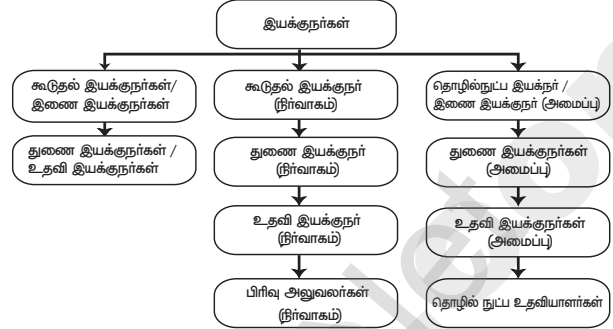 இயக்குநர்கள்
கூடுதல் இயக்குநர்கள்/
இணை இயக்குநர்கள்
துணை இயக்குநர்கள் /
உதவி இயக்குநர்கள்
கூடுதல் இயக்குநர்
(நிர்வாகம்)
துணை இயக்குநர்
(நிர்வாகம்)
உதவி இயக்குநர்
(நிர்வாகம்)
பிரிவு அலுவலர்கள்
(நிர்வாகம்)
தொழில்நுட்ப இயக்நர் /
இணை இயக்குநர் (அமைப்பு)
துணை இயக்குநர்கள்
(அமைப்பு)
உதவி இயக்குநர்கள்
(அமைப்பு)
தொழில் நுட்ப உதவியாளர்கள்